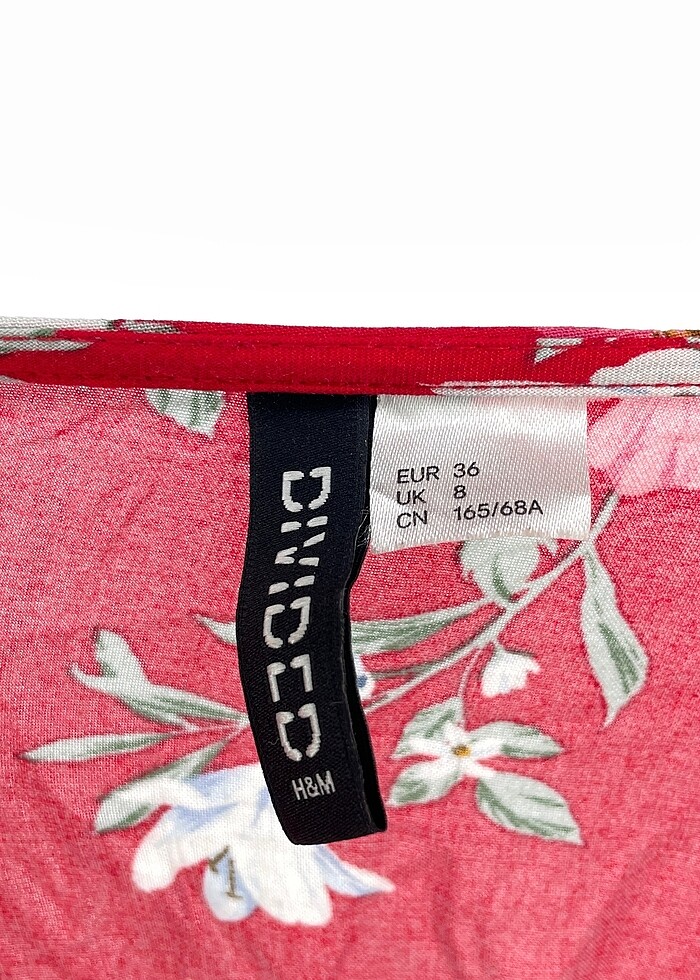 DIVIDED
H&M
EUR 36
UK 8
CN 165/68A